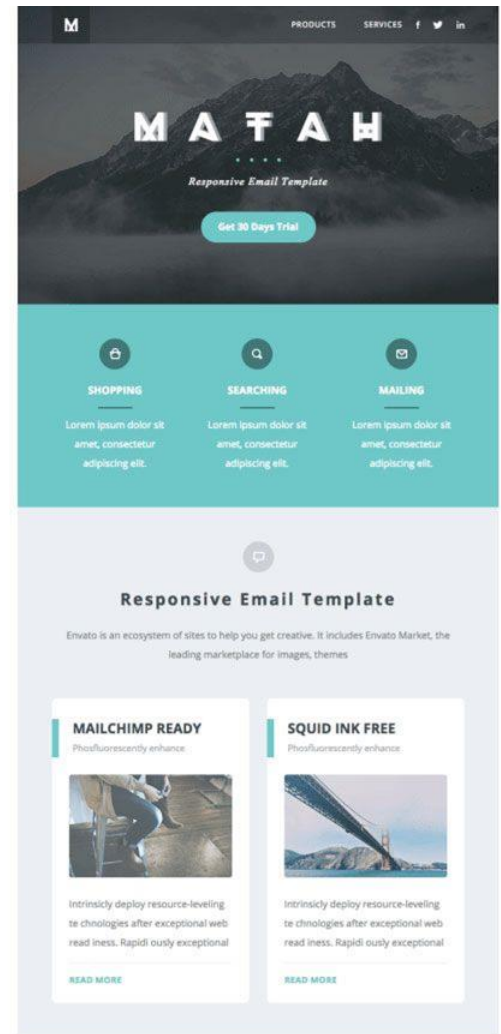 M
PRODUCTS SERVICES f in
MATAH
Responsive Email Template
Get 30 Days Trial
SHOPPING
Lorem ipsum dolor sit
amet, consectetur
adipiscing elit.
SEARCHING
Lorem ipsum dolor sit
amet, consectetur
adipiscing elit.
MAILING
Lorem ipsum dolor sit
amet, consectetur
adipiscing elit.
Responsive Email Template
Envato is an ecosystem of sites to help you get creative. It includes Envato Market, the
leading marketplace for images, themes
MAILCHIMP READY
Phosfluorescently enhance
Intrinsicly deploy resource-leveling
te chnologies after exceptional web
read iness. Rapidi ously exceptional
READ MORE
SQUID INK FREE
Phosfluorescently enhance
Intrinsicly deploy resource-leveling
te chnologies after exceptional web
read iness. Rapidi ously exceptional
READ MORE